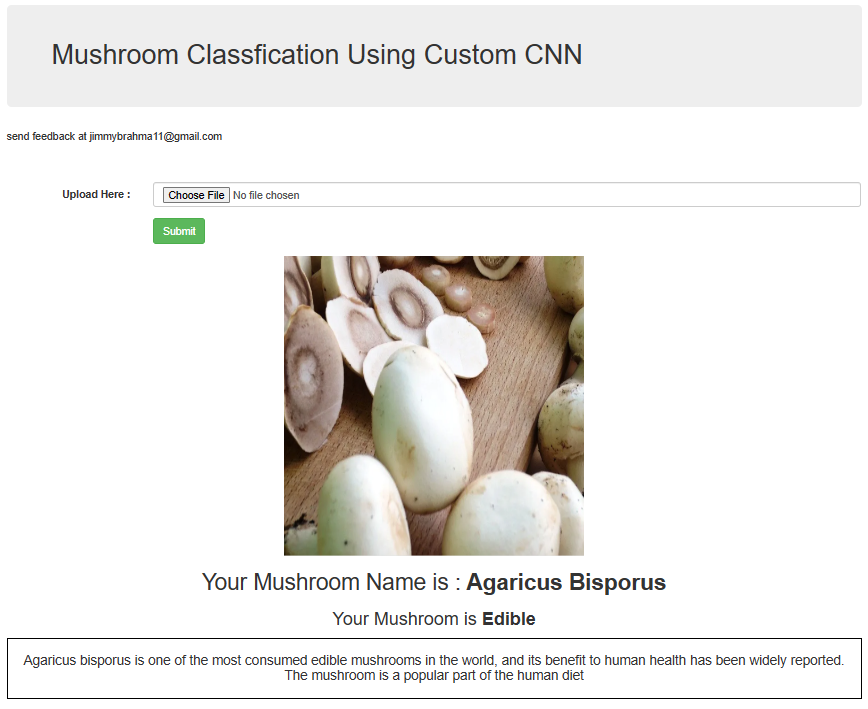 Mushroom Classfication Using Custom CNN
send feedback at jimmybrahma11@gmail.com
Upload Here :
Choose File No file chosen
Submit
Your Mushroom Name is : Agaricus Bisporus
Your Mushroom is Edible
Agaricus bisporus is one of the most consumed edible mushrooms in the world, and its benefit to human health has been widely reported.
The mushroom is a popular part of the human diet